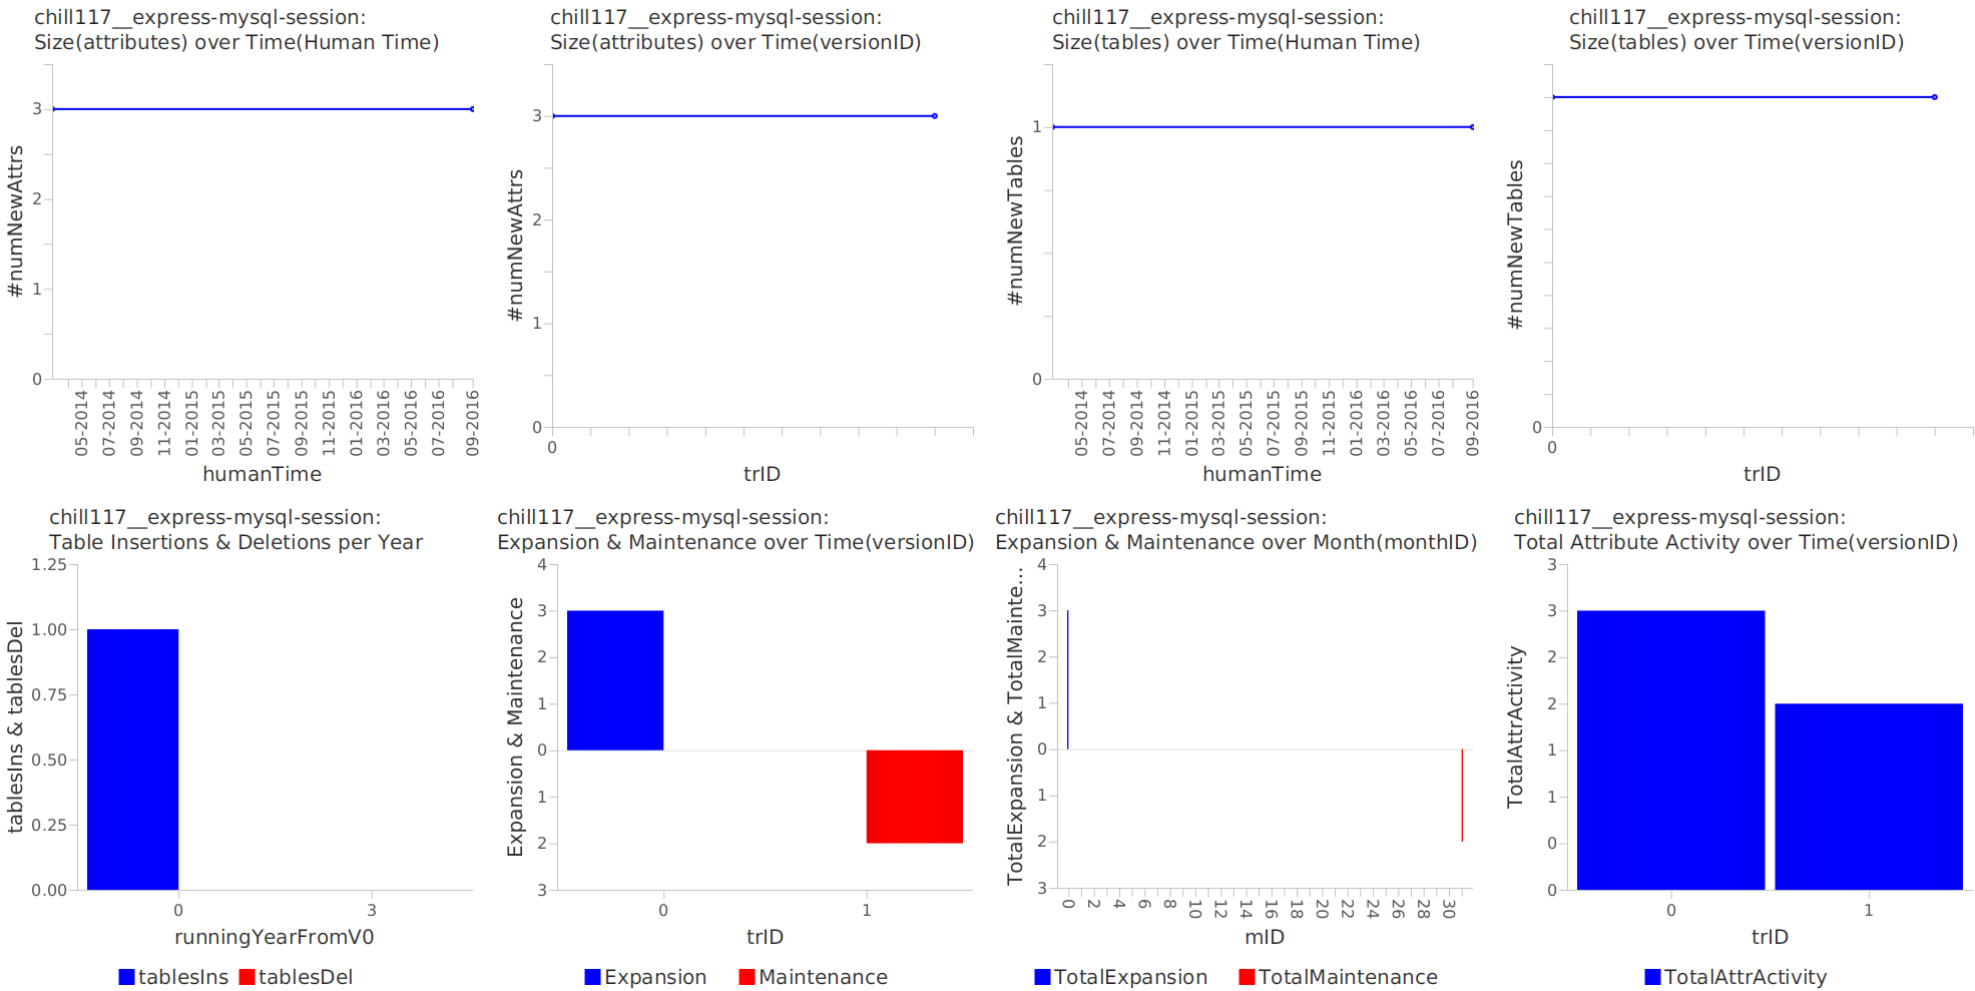 chill117__express-mysql-session:
Size(attributes) over Time(Human Time)
#numNewAttrs
3
2
1
0
05-2014
07-2014
09-2014
11-2014
01-2015
03-2015
05-2015
07-2015
09-2015
11-2015
01-2016
03-2016
05-2016
07-2016
09-2016
humanTime
chill117__express-mysql-session:
Size(attributes) over Time(versionID)
#numNewAttrs
3
2
1
0
0
trID
chill117__express-mysql-session:
Size(tables) over Time(Human Time)
#numNewTables
1
0
05-2014
07-2014
09-2014
11-2014
01-2015
03-2015
05-2015
07-2015
09-2015
11-2015
01-2016
03-2016
05-2016
07-2016
09-2016
humanTime
chill117__express-mysql-session:
Size(tables) over Time(versionID)
#numNewTables
0
0
trID
chill117__express-mysql-session:
Table Insertions & Deletions per Year
tablesIns & tablesDel
1.25
1.00
0.75
0.50
0.25
0.00
0
3
runningYearFromV0
tablesIns
tablesDel
chill117__express-mysql-session:
Expansion & Maintenance over Time(versionID)
Expansion & Maintenance
4
3
2
1
0
1
2
3
0
1
trID
Expansion
Maintenance
chill117__express-mysql-session:
Expansion & Maintenance over Month(monthID)
TotalExpansion & TotalMainte...
4
3
2
1
0
1
2
3
0
2
4
6
8
10
12
14
16
18
20
22
24
26
28
30
mID
TotalExpansion
TotalMaintenance
chill117__express-mysql-session:
Total Attribute Activity over Time(versionID)
TotalAttrActivity
3
3
2
2
1
1
0
0
0
1
trID
TotalAttrActivity